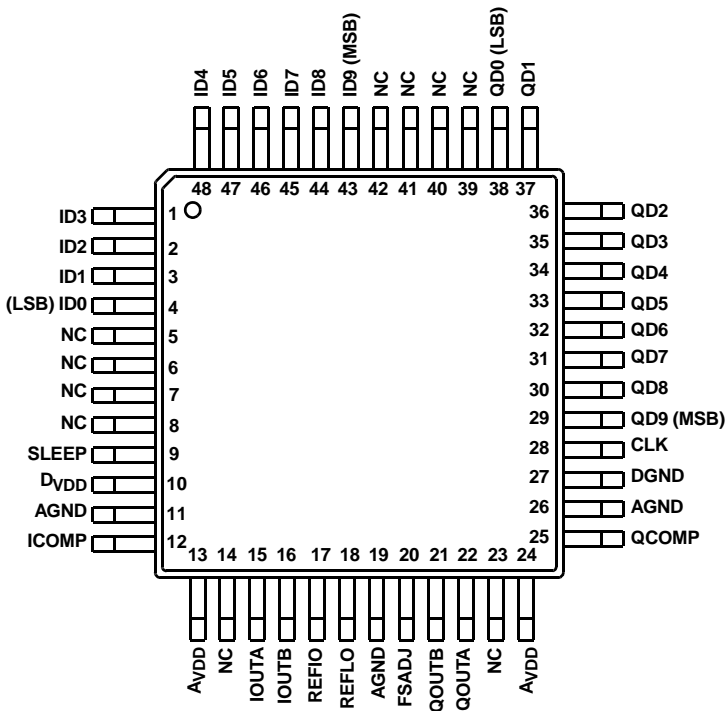 ID4
ID5
ID6
ID7
ID8
ID9 (MSB)
NC
NC
NC
NC
QD0 (LSB)
QD1
48 47 46 45 44 43 42 41 40 39 38 37
ID3 1 36 QD2
ID2 2 35 QD3
ID1 3 34 QD4
(LSB) ID0 4 33 QD5
NC 5 32 QD6
NC 6 31 QD7
NC 7 30 QD8
NC 8 29 QD9 (MSB)
SLEEP 9 28 CLK
DVDD 10 27 DGND
AGND 11 26 AGND
ICOMP 12 25 QCOMP
13 14 15 16 17 18 19 20 21 22 23 24
AVDD
NC
IOUTA
IOUTB
REFIO
REFLO
AGND
FSADJ
QOUTB
QOUTA
NC
AVDD